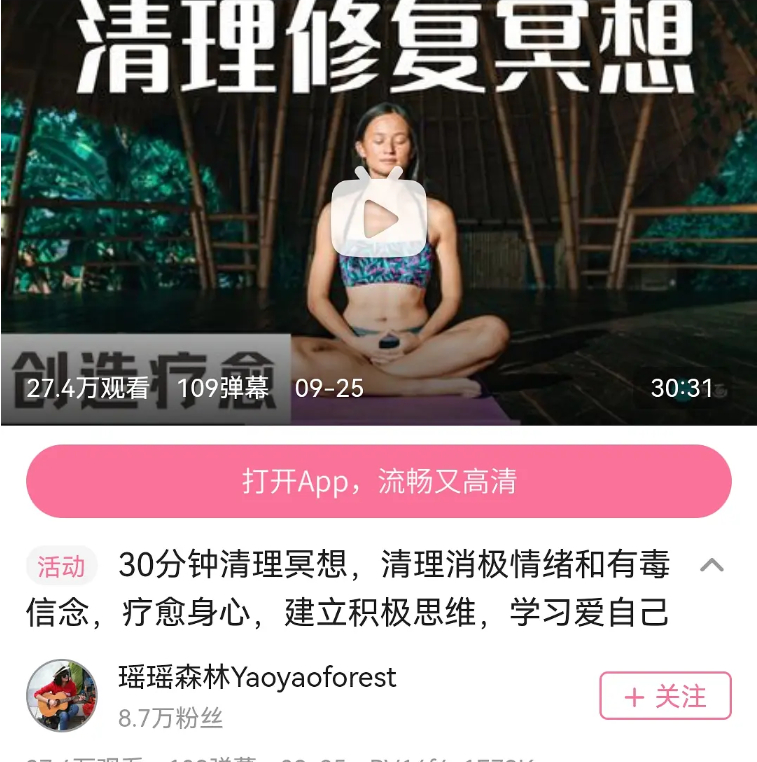 清理修复冥想
创造疗愈
27.4万观看 109弹幕 09-25 30:31
打开App，流畅又高清
活动 30分钟清理冥想，清理消极情绪和有毒
信念，疗愈身心，建立积极思维，学习爱自己
瑶瑶森林Yaoyaoforest
8.7万粉丝
+ 关注